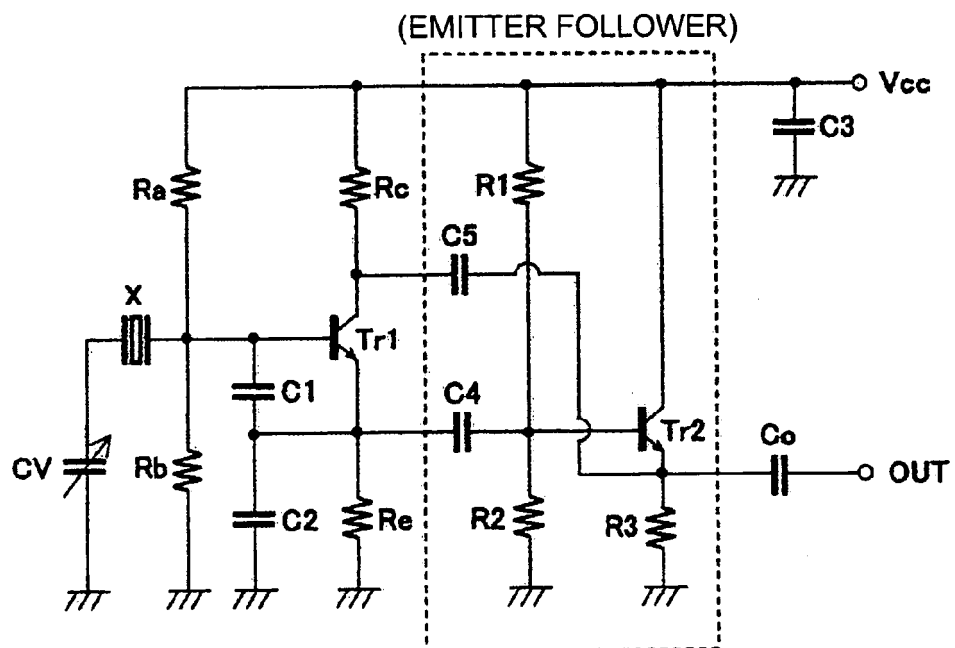 (EMITTER FOLLOWER)
Vcc
C3
Ra
Rc
R1
C5
X
Tr1
C1
C4
Tr2
Co
CV
Rb
OUT
C2
Re
R2
R3